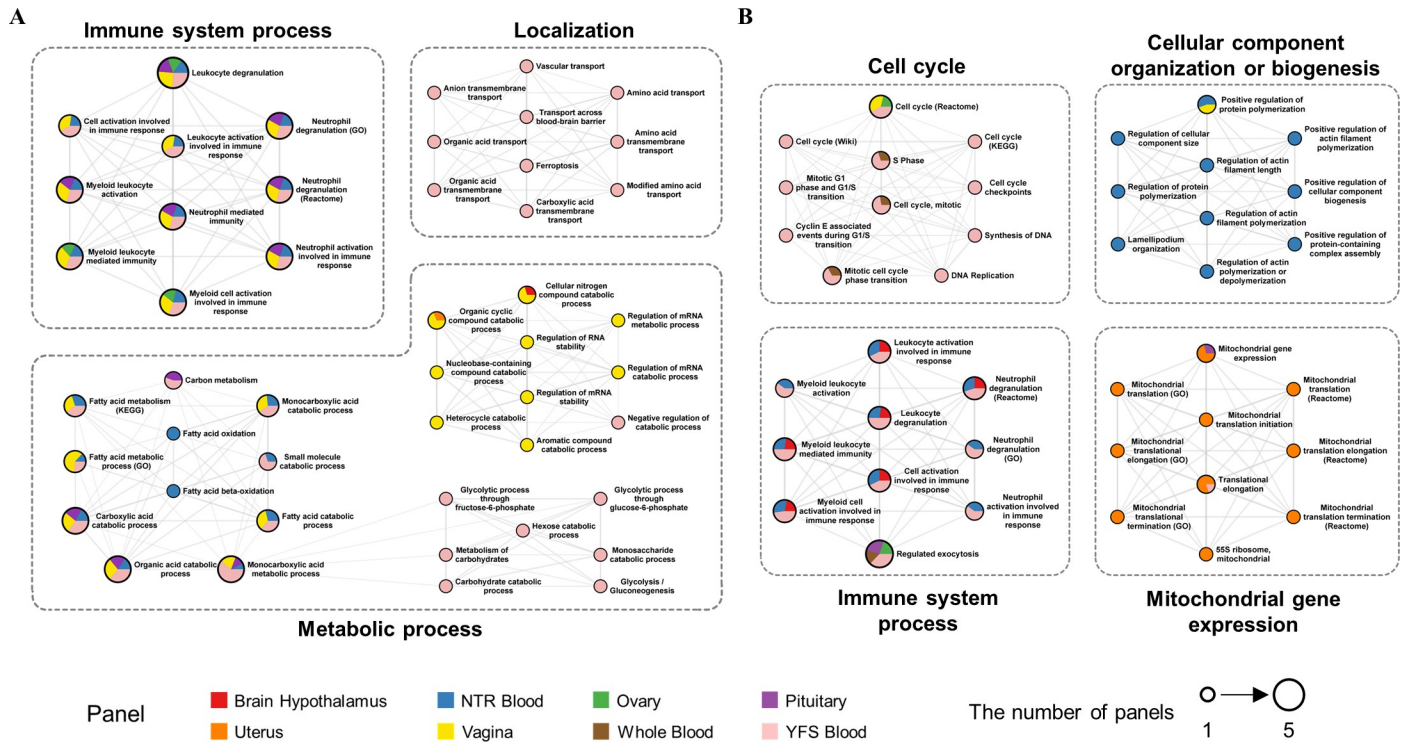 A
Immune system process
Leukocyte degranulation
Cell activation involved
in immune response
Leukocyte activation
involved in immune
response
Neutrophil
degranulation (GO)
Myeloid leukocyte
activation
Neutrophil
degranulation
(Reactome)
Neutrophil mediated
immunity
Myeloid leukocyte
mediated immunity
Neutrophil activation
involved in immune
response
Myeloid cell activation
involved in immune
response
Localization
Vascular transport
Anion transmembrane
transport
Amino acid transport
Transport across
blood-brain barrier
Organic acid transport
Amino acid
transmembrane
transport
Ferroptosis
Organic acid
transmembrane
transport
Modified amino acid
transport
Carboxylic acid
transmembrane
transport
Cellular nitrogen
compound catabolic
process
Organic cyclic
compound catabolic
process
Regulation of mRNA
metabolic process
Regulation of RNA
stability
Nucleobase-containing
compound catabolic
process
Regulation of mRNA
catabolic process
Regulation of mRNA
stability
Heterocycle catabolic
process
Negative regulation of
catabolic process
Aromatic compound
catabolic process
Carbon metabolism
Fatty acid metabolism
(KEGG)
Monocarboxylic acid
catabolic process
Fatty acid oxidation
Fatty acid metabolic
process (GO)
Small molecule
catabolic process
Fatty acid beta-oxidation
Carboxylic acid
catabolic process
Fatty acid catabolic
process
Organic acid catabolic
process
Monocarboxylic acid
metabolic process
Glycolytic process
through
fructose-6-phosphate
Glycolytic process
through
glucose-6-phosphate
Hexose catabolic
process
Metabolism of
carbohydrates
Monosaccharide
catabolic process
Carbohydrate catabolic
process
Glycolysis /
Gluconeogenesis
Metabolic process
B
Cell cycle
Cell cycle (Reactome)
Cell cycle (Wiki)
Cell cycle
(KEGG)
S Phase
Mitotic G1
phase and G1/S
transition
Cell cycle
checkpoints
Cell cycle, mitotic
Cyclin E associated
events during G1/S
transition
Synthesis of DNA
Mitotic cell cycle
phase transition
DNA Replication
Cellular component
organization or biogenesis
Positive regulation of
protein polymerization
Regulation of cellular
component size
Positive regulation of
actin filament
polymerization
Regulation of actin
filament length
Regulation of protein
polymerization
Positive regulation of
cellular component
biogenesis
Regulation of actin
filament polymerization
Lamellipodium
organization
Positive regulation of
protein-containing
complex assembly
Regulation of actin
polymerization or
depolymerization
Leukocyte activation
involved in immune
response
Myeloid leukocyte
activation
Neutrophil
degranulation
(Reactome)
Leukocyte
degranulation
Myeloid leukocyte
mediated immunity
Neutrophil
degranulation
(GO)
Cell activation
involved in immune
response
Myeloid cell
activation involved in
immune response
Neutrophil
activation involved
in immune response
Regulated exocytosis
Immune system
process
Mitochondrial gene
expression
Mitochondrial
translation (GO)
Mitochondrial
translation
(Reactome)
Mitochondrial
translation initiation
Mitochondrial
translational
elongation (GO)
Mitochondrial
translation elongation
(Reactome)
Translational
elongation
Mitochondrial
translational
termination (GO)
Mitochondrial
translation termination
(Reactome)
55S ribosome,
mitochondrial
Mitochondrial gene
expression
Panel
Brain Hypothalamus
NTR Blood
Ovary
Pituitary
Uterus
Vagina
Whole Blood
YFS Blood
The number of panels
1
5